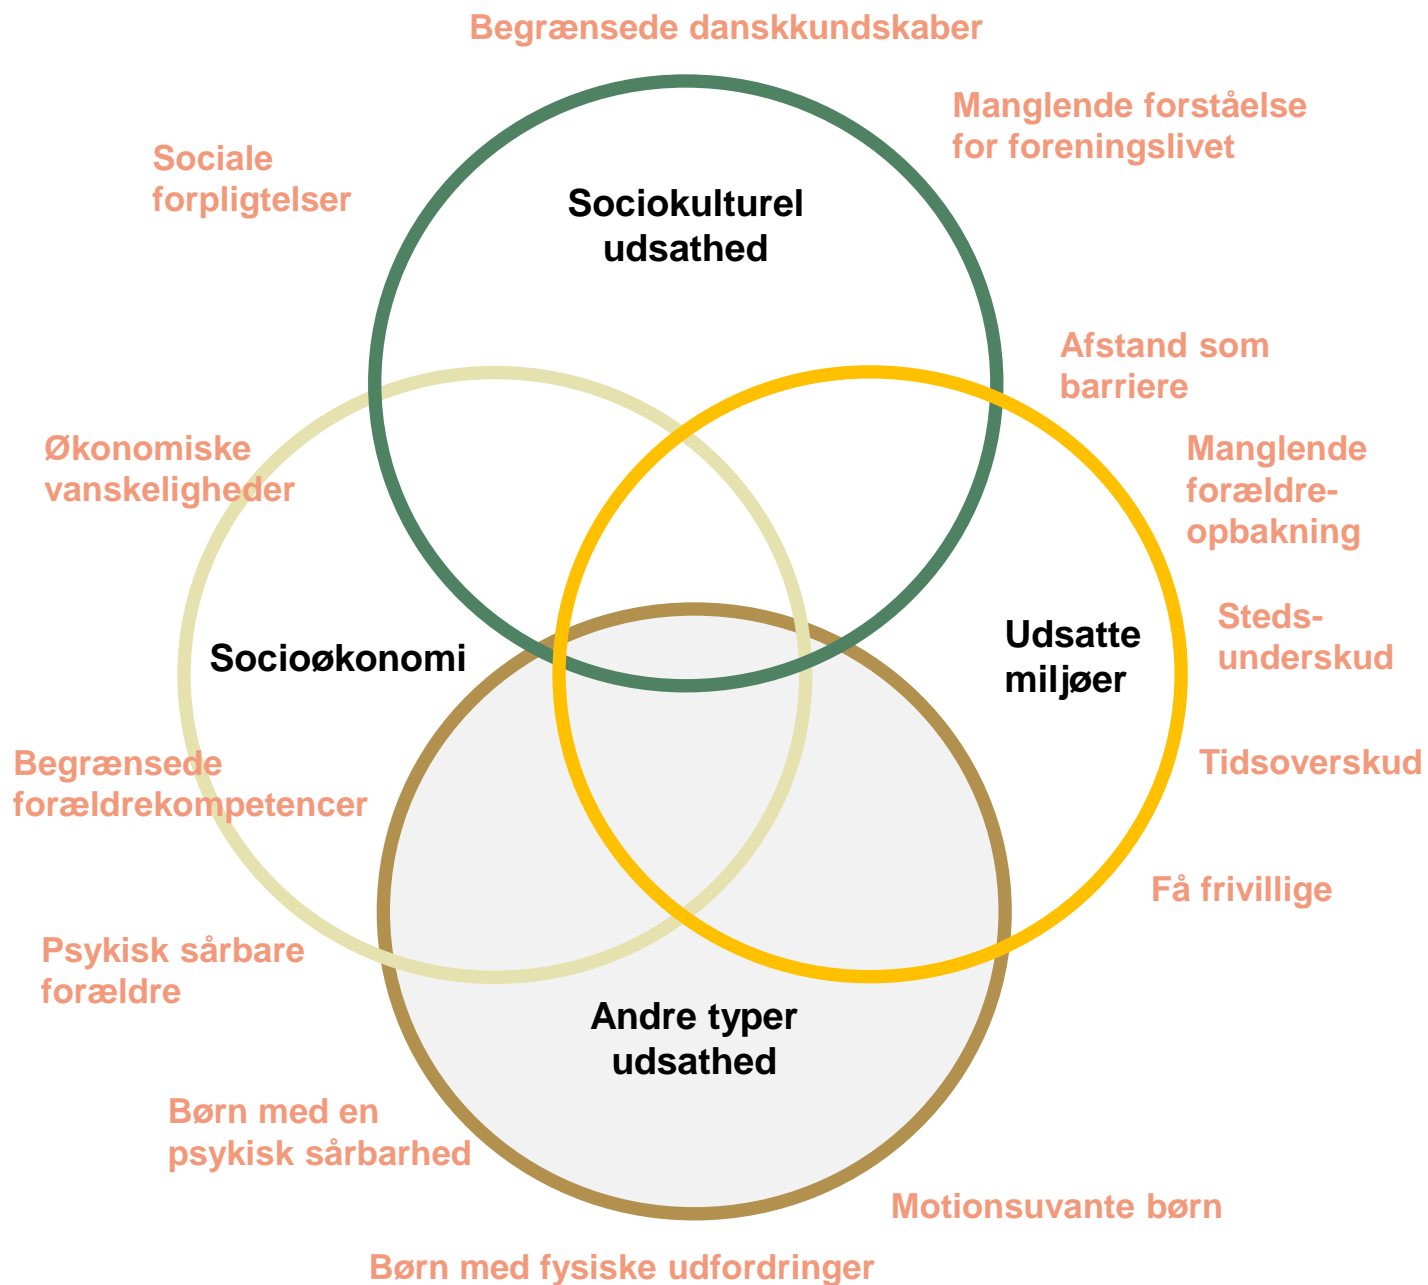 Begrænsede danskkundskaber
Manglende forståelse
for foreningslivet
Sociale
forpligtelser
Sociokulturel
udsathed
Afstand som
barriere
Økonomiske
vanskeligheder
Manglende
forældre-
opbakning
Socioøkonomi
Udsatte
miljøer
Steds-
underskud
Begrænsede
forældrekompetencer
Tidsoverskud
Få frivillige
Psykisk sårbare
forældre
Andre typer
udsathed
Børn med en
psykisk sårbarhed
Motionsuvante børn
Børn med fysiske udfordringer